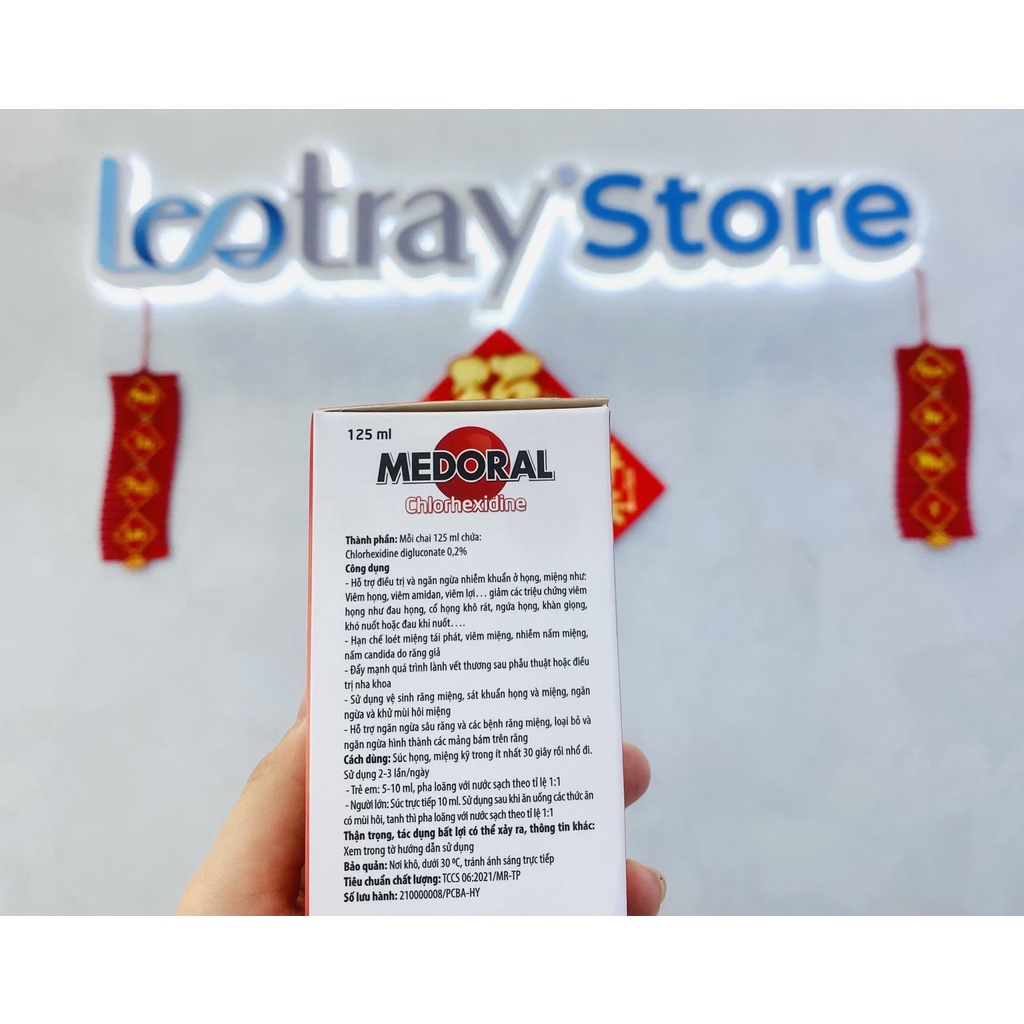 Leotray® Store
125 ml
MEDORAL
Chlorhexidine
Thành phần: Mỗi chai 125 ml chứa:
Chlorhexidine digluconate 0,2%
Công dụng
- Hỗ trợ điều trị và ngăn ngừa nhiễm khuẩn ở họng, miệng như:
Viêm họng, viêm amidan, viêm lợi… giảm các triệu chứng viêm
họng như đau họng, cổ họng khô rát, ngứa họng, khàn giọng,
khó nuốt hoặc đau khi nuốt….
- Hạn chế loét miệng tái phát, viêm miệng, nhiễm nấm miệng,
nấm candida do răng giả
- Đẩy mạnh quá trình lành vết thương sau phẫu thuật hoặc điều
trị nha khoa
- Sử dụng vệ sinh răng miệng, sát khuẩn họng và miệng, ngăn
ngừa và khử mùi hôi miệng
- Hỗ trợ ngăn ngừa sâu răng và các bệnh răng miệng, loại bỏ và
ngăn ngừa hình thành các mảng bám trên răng
Cách dùng: Súc họng, miệng kỹ trong ít nhất 30 giây rồi nhổ đi.
Sử dụng 2-3 lần/ngày
- Trẻ em: 5-10 ml, pha loãng với nước sạch theo tỉ lệ 1:1
- Người lớn: Súc trực tiếp 10 ml. Sử dụng sau khi ăn uống các thức ăn
có mùi hôi, tanh thì pha loãng với nước sạch theo tỉ lệ 1:1
Thận trọng, tác dụng bất lợi có thể xảy ra, thông tin khác:
Xem trong tờ hướng dẫn sử dụng
Bảo quản: Nơi khô, dưới 30 ºC, tránh ánh sáng trực tiếp
Tiêu chuẩn chất lượng: TCCS 06:2021/MR-TP
Số lưu hành: 210000008/PCBA-HY